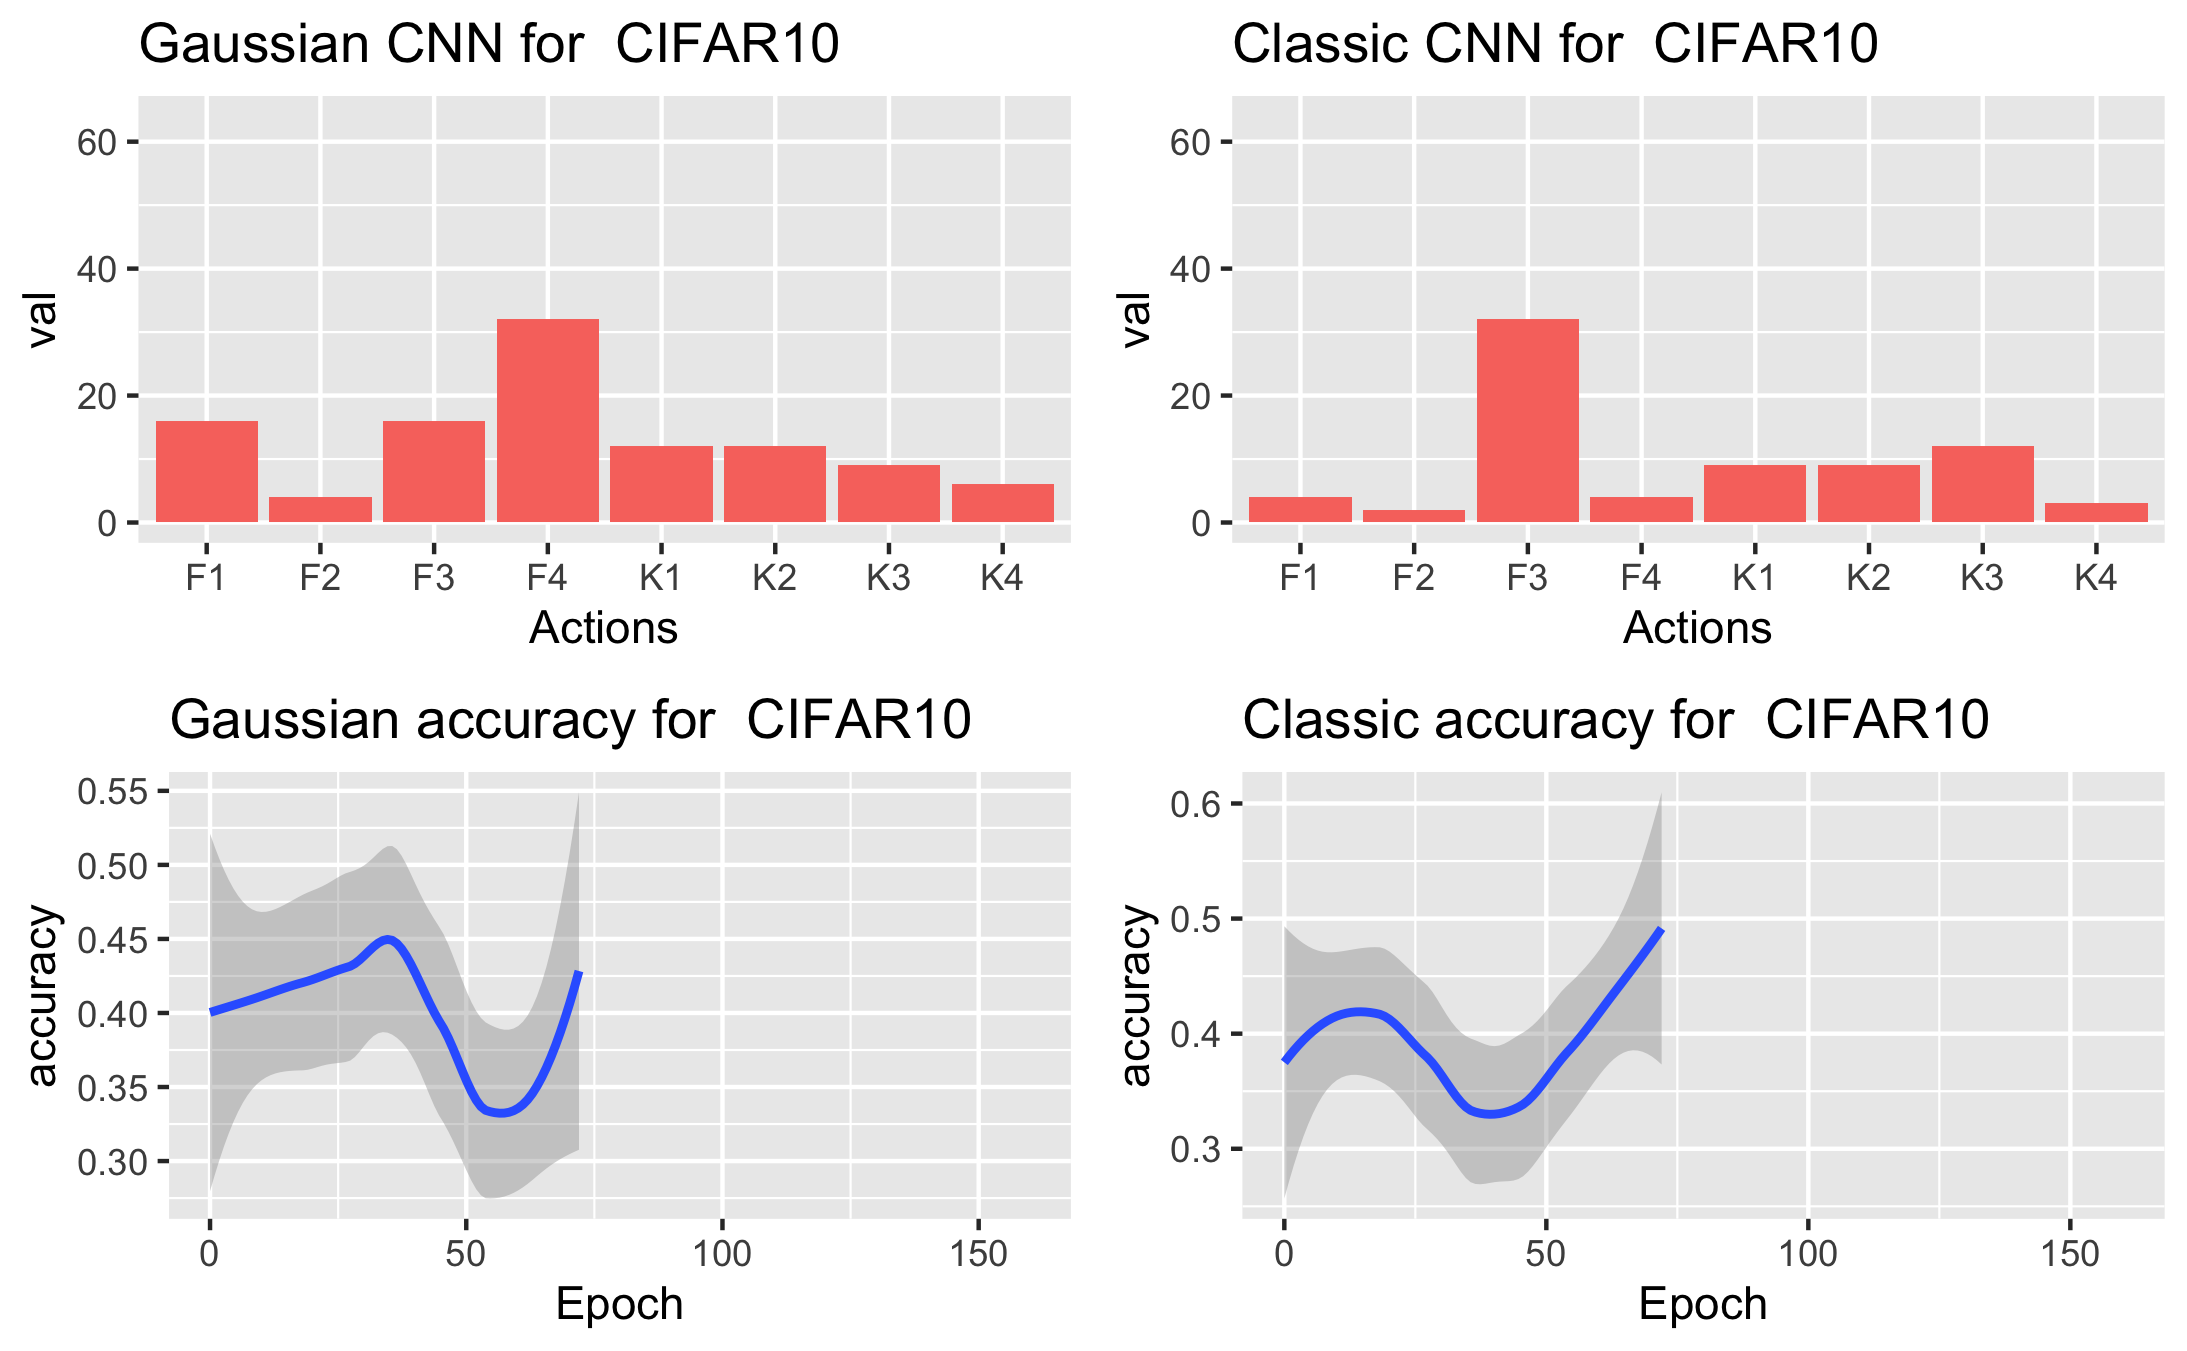 Gaussian CNN for  CIFAR10
val
60
40
20
0
F1 F2 F3 F4 K1 K2 K3 K4
Actions
Classic CNN for  CIFAR10
val
60
40
20
0
F1 F2 F3 F4 K1 K2 K3 K4
Actions
Gaussian accuracy for  CIFAR10
accuracy
0.55
0.50
0.45
0.40
0.35
0.30
0 50 100 150
Epoch
Classic accuracy for  CIFAR10
accuracy
0.6
0.5
0.4
0.3
0 50 100 150
Epoch